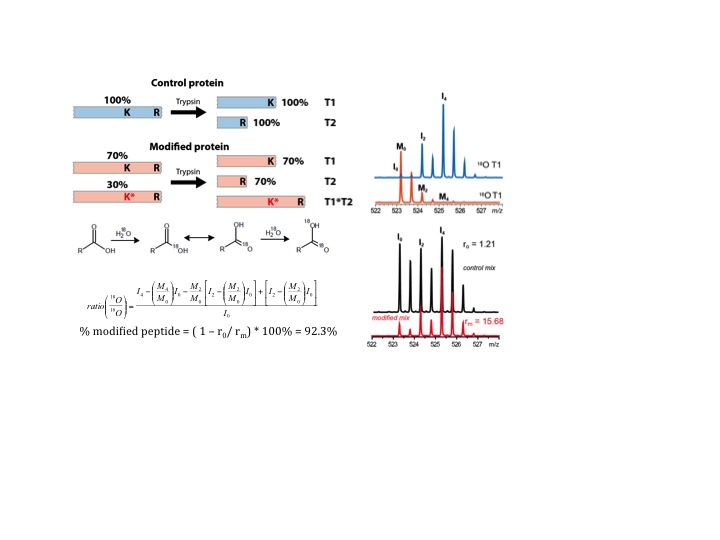 Control protein
100%
K R
Trypsin
K 100% T1
R 100% T2
Modified protein
70%
K R
30%
K* R
Trypsin
K 70% T1
R 70% T2
K* R T1*T2
O
R OH
H₂¹⁸O
O
R ¹⁸OH
OH
R ¹⁸O
H₂¹⁸O
¹⁸OH
R ¹⁸O
ratio(¹⁸O/¹⁶O) = I₄ − (M₄/M₀)I₀ − M₂/M₀[I₂ − (M₂/M₀)I₀] + [I₂ − (M₂/M₀)I₀]
I₀
% modified peptide = ( 1 – r₀/ rₘ) * 100% = 92.3%
I₄
M₀
I₂
I₀
¹⁸O T1
M₂
M₄
¹⁶O T1
522 523 524 525 526 527 m/z
I₄
I₀
I₂
r₀ = 1.21
control mix
modified mix
rₘ = 15.68
522 523 524 525 526 527 m/z